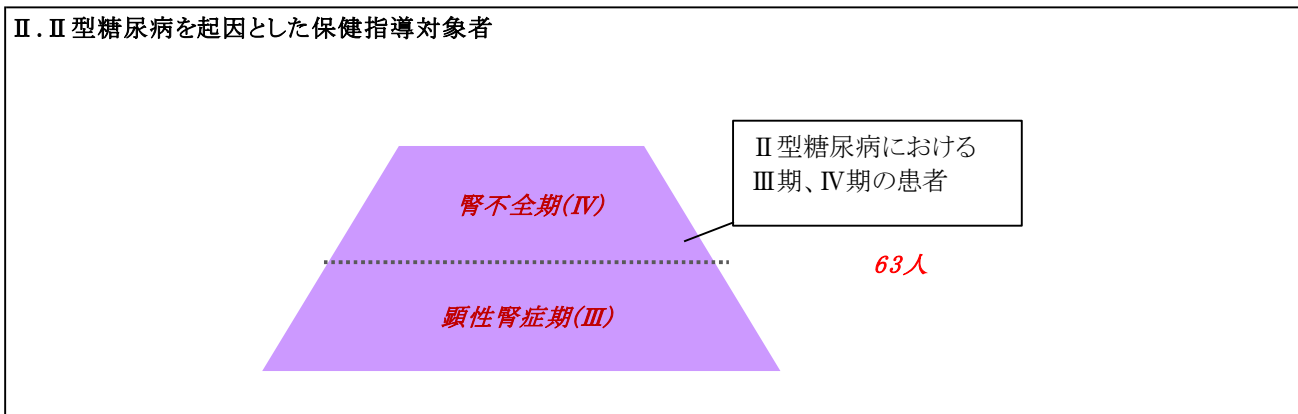 Ⅱ.Ⅱ型糖尿病を起因とした保健指導対象者
Ⅱ型糖尿病における
Ⅲ期、Ⅳ期の患者
腎不全期(Ⅳ)
63人
顕性腎症期(Ⅲ)